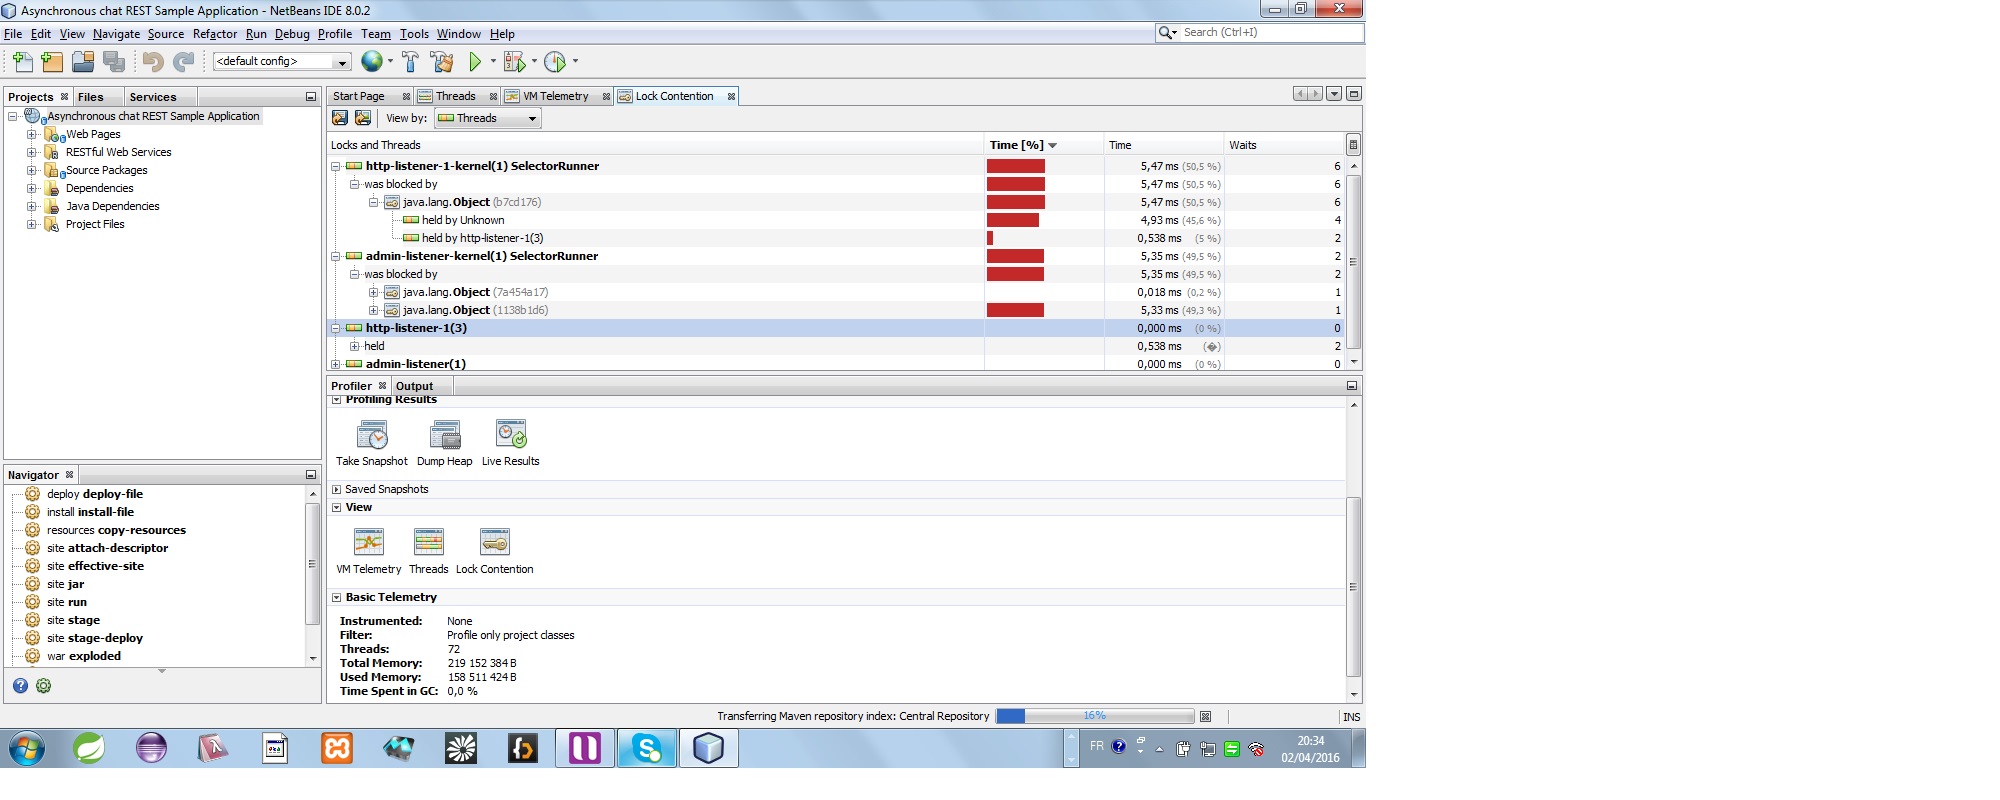 Asynchronous chat REST Sample Application - NetBeans IDE 8.0.2
File Edit View Navigate Source Refactor Run Debug Profile Team Tools Window Help
Search (Ctrl+I)
<default config>
Projects Files Services
Asynchronous chat REST Sample Application
Web Pages
RESTful Web Services
Source Packages
Dependencies
Java Dependencies
Project Files
Navigator
deploy deploy-file
install install-file
resources copy-resources
site attach-descriptor
site effective-site
site jar
site run
site stage
site stage-deploy
war exploded
Start Page Threads VM Telemetry Lock Contention
View by: Threads
Locks and Threads Time [%] Time Waits
http-listener-1-kernel(1) SelectorRunner 5,47 ms (50,5 %) 6
was blocked by 5,47 ms (50,5 %) 6
java.lang.Object (b7cd176) 5,47 ms (50,5 %) 6
held by Unknown 4,93 ms (45,6 %) 4
held by http-listener-1(3) 0,538 ms (5 %) 2
admin-listener-kernel(1) SelectorRunner 5,35 ms (49,5 %) 2
was blocked by 5,35 ms (49,5 %) 2
java.lang.Object (7a454a17) 0,018 ms (0,2 %) 1
java.lang.Object (1138b1d6) 5,33 ms (49,3 %) 1
http-listener-1(3) 0,000 ms (0 %) 0
held 0,538 ms (�) 2
admin-listener(1) 0,000 ms (0 %) 0
Profiler Output
Profiling Results
Take Snapshot Dump Heap Live Results
Saved Snapshots
View
VM Telemetry Threads Lock Contention
Basic Telemetry
Instrumented: None
Filter: Profile only project classes
Threads: 72
Total Memory: 219 152 384 B
Used Memory: 158 511 424 B
Time Spent in GC: 0,0 %
Transferring Maven repository index: Central Repository 16% INS
FR 20:34
02/04/2016